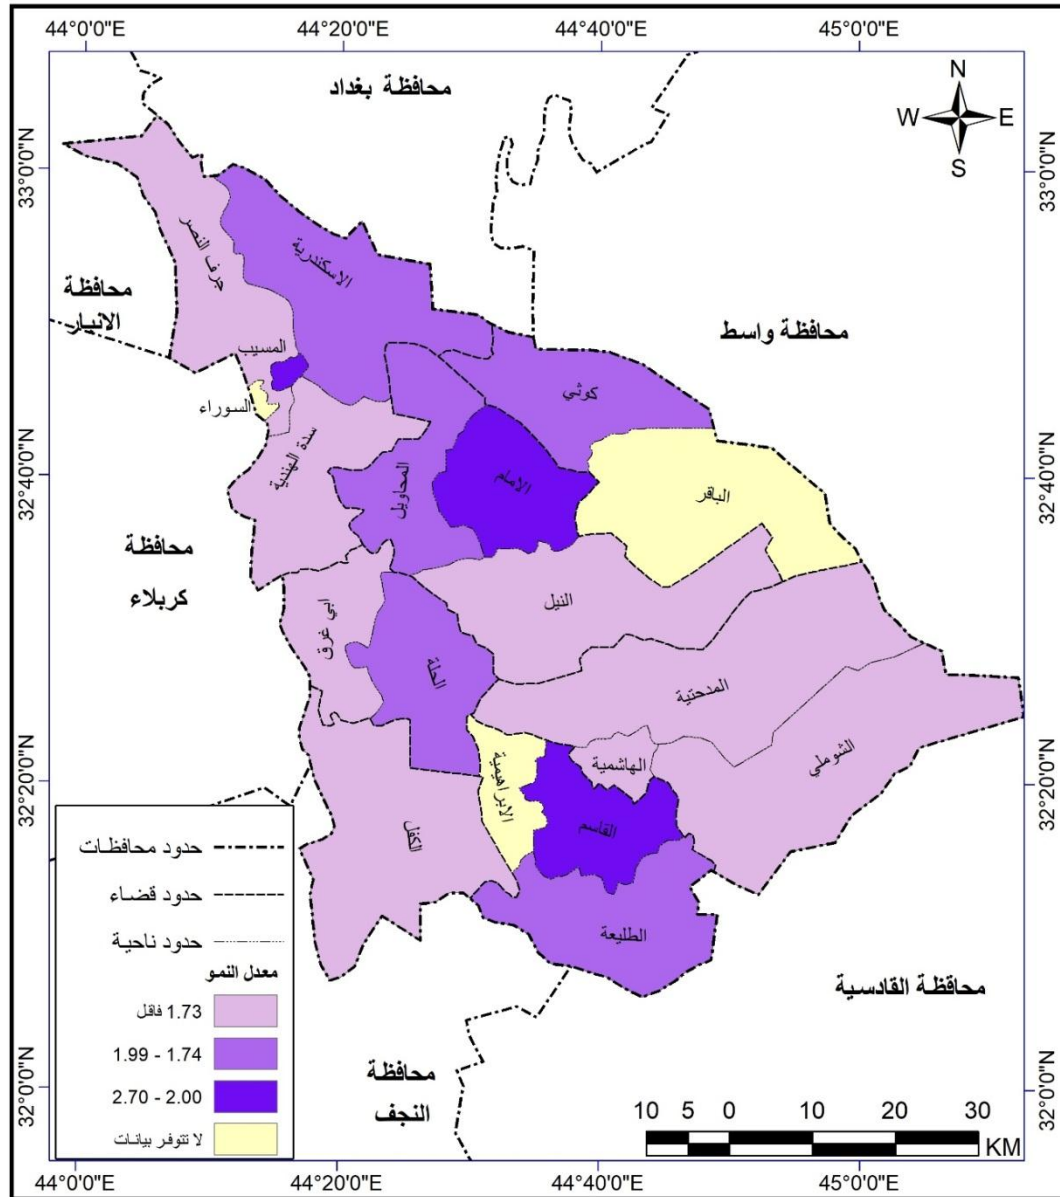 44°0'0"E
44°20'0"E
44°40'0"E
45°0'0"E
محافظة بغداد
N
W
E
S
33°0'0"N
33°0'0"N
جرف النصر
الاسكندرية
محافظة
الانبار
محافظة واسط
المسيب
كوثي
السوراء
سدة الهندية
32°40'0"N
32°40'0"N
المحاويل
الامام
الباقر
محافظة
كربلاء
النيل
ابي غرق
الحلة
المدحتية
الشوملي
الهاشمية
الابراهيمية
32°20'0"N
32°20'0"N
الكفل
القاسم
الطليعة
حدود محافظات
حدود قضاء
حدود ناحية
معدل النمو
1.73 فاقل
1.99 - 1.74
2.70 - 2.00
لا تتوفر بيانات
محافظة القادسية
محافظة
النجف
32°0'0"N
32°0'0"N
10 5 0 10 20 30
KM
44°0'0"E
44°20'0"E
44°40'0"E
45°0'0"E